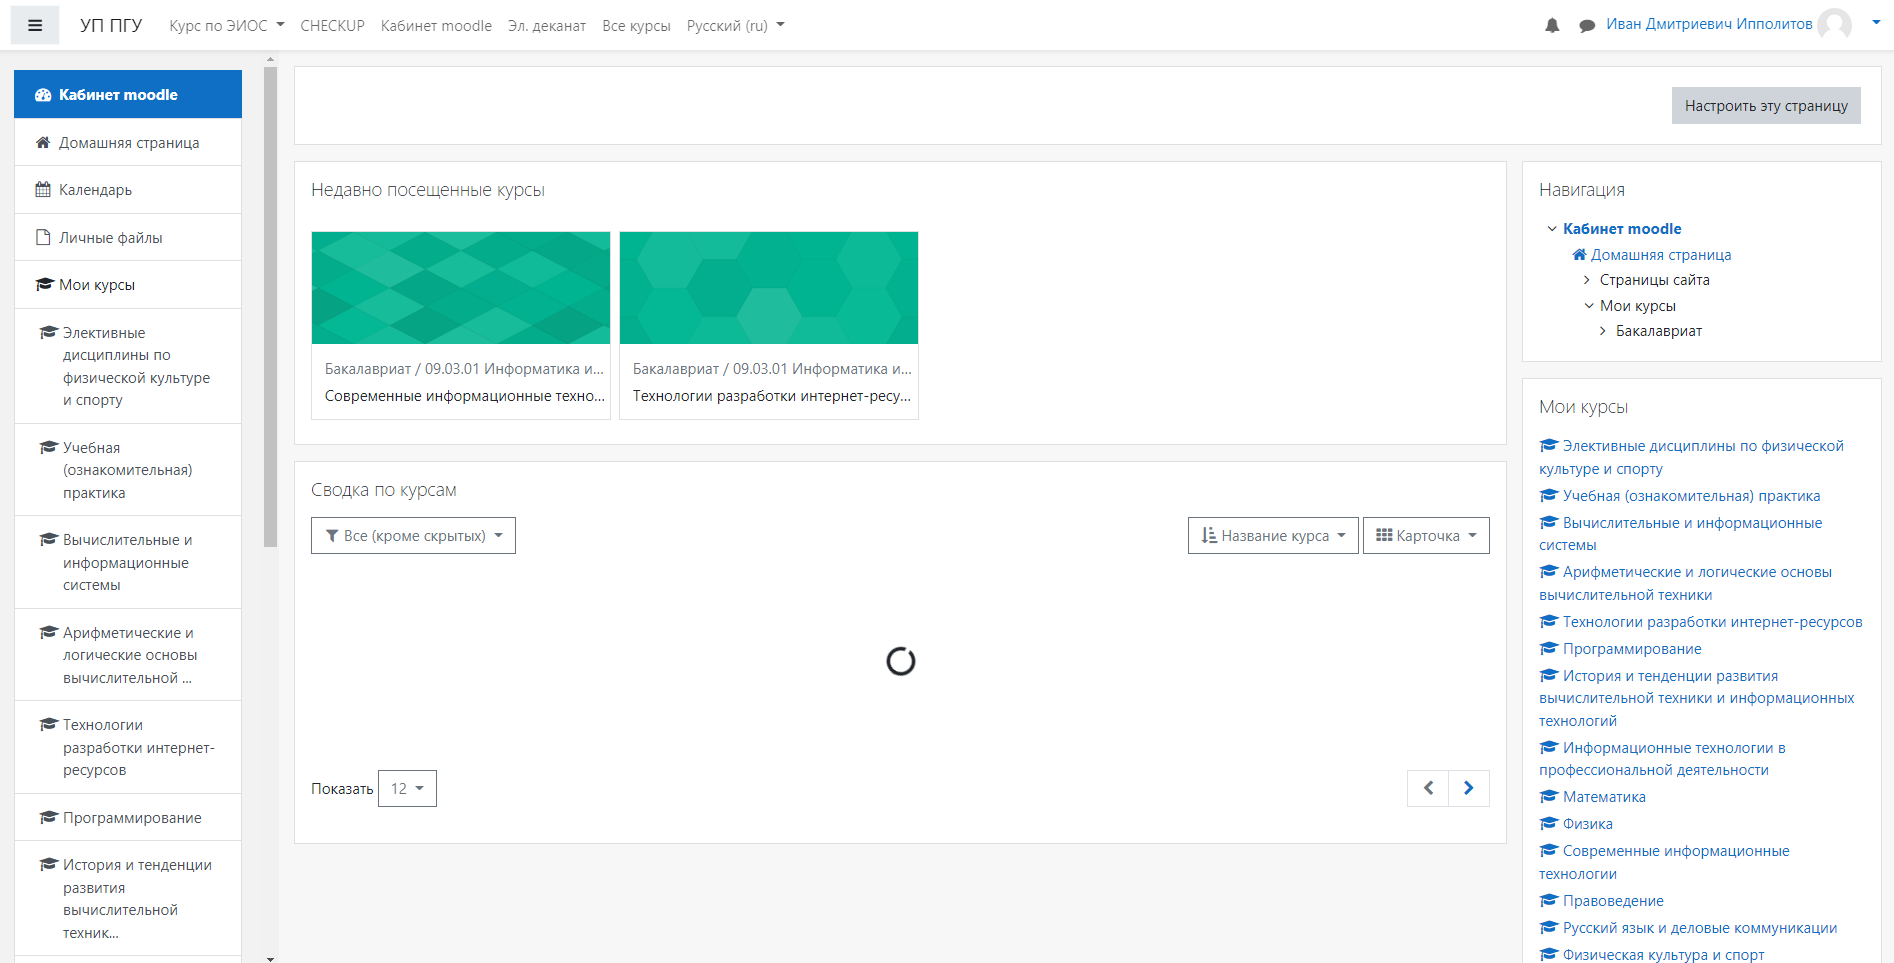 УП ПГУ
Курс по ЭИОС
CHECKUP
Кабинет moodle
Эл. деканат
Все курсы
Русский (ru)
Иван Дмитриевич Ипполитов
Кабинет moodle
Домашняя страница
Календарь
Личные файлы
Мои курсы
Элективные
дисциплины по
физической культуре
и спорту
Учебная
(ознакомительная)
практика
Вычислительные и
информационные
системы
Арифметические и
логические основы
вычислительной ...
Технологии
разработки интернет-
ресурсов
Программирование
История и тенденции
развития
вычислительной
техник...
Настроить эту страницу
Недавно посещенные курсы
Бакалавриат / 09.03.01 Информатика и...
Современные информационные техно...
Бакалавриат / 09.03.01 Информатика и...
Технологии разработки интернет-ресу...
Сводка по курсам
Все (кроме скрытых)
Название курса
Карточка
Показать 12
Навигация
Кабинет moodle
Домашняя страница
Страницы сайта
Мои курсы
Бакалавриат
Мои курсы
Элективные дисциплины по физической
культуре и спорту
Учебная (ознакомительная) практика
Вычислительные и информационные
системы
Арифметические и логические основы
вычислительной техники
Технологии разработки интернет-ресурсов
Программирование
История и тенденции развития
вычислительной техники и информационных
технологий
Информационные технологии в
профессиональной деятельности
Математика
Физика
Современные информационные
технологии
Правоведение
Русский язык и деловые коммуникации
Физическая культура и спорт